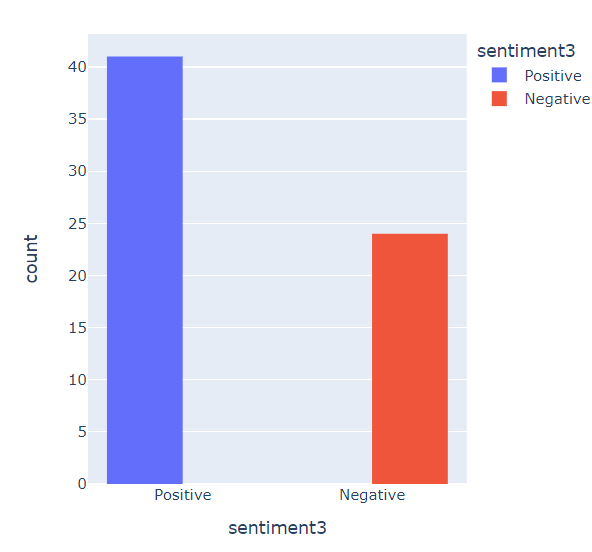 sentiment3
Positive
Negative
count
40
35
30
25
20
15
10
5
0
Positive
Negative
sentiment3